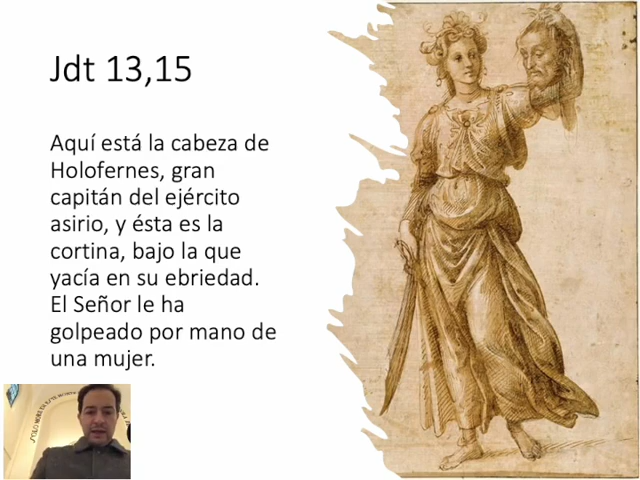 Jdt 13,15
Aquí está la cabeza de
Holofernes, gran
capitán del ejército
asirio, y ésta es la
cortina, bajo la que
yacía en su ebriedad.
El Señor le ha
golpeado por mano de
una mujer.